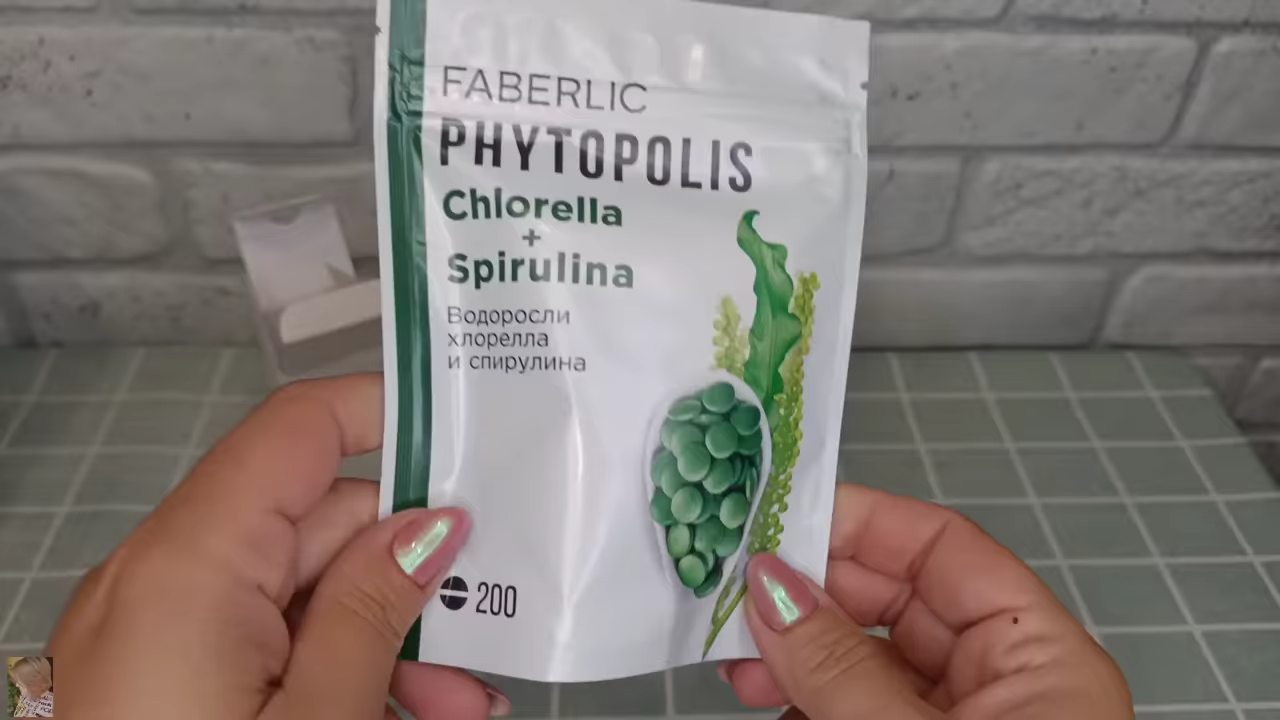 FABERLIC
PHYTOPOLIS
Chlorella
+
Spirulina
Водоросли
хлорелла
и спирулина
200